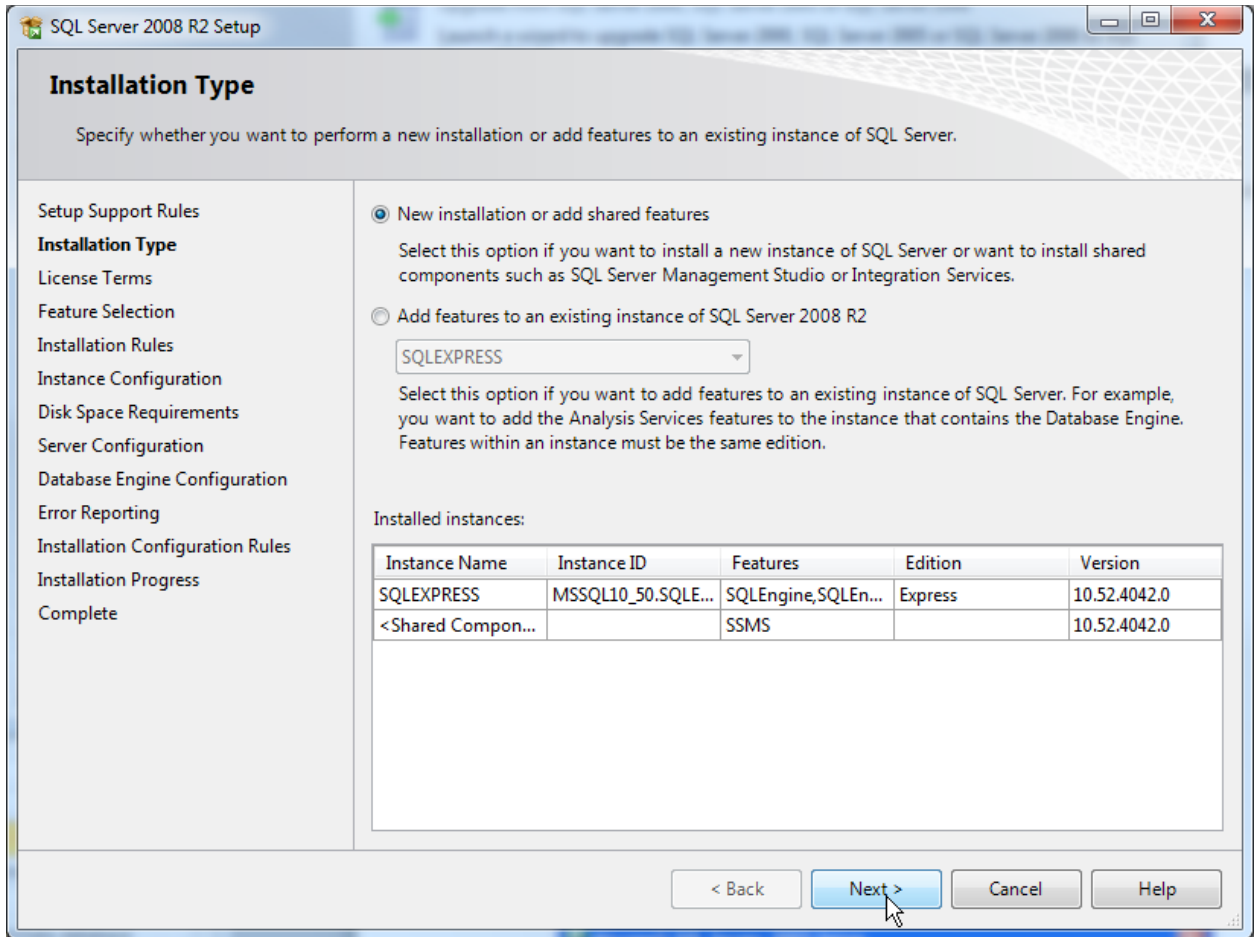 SQL Server 2008 R2 Setup
Installation Type
Specify whether you want to perform a new installation or add features to an existing instance of SQL Server.
Setup Support Rules
Installation Type
License Terms
Feature Selection
Installation Rules
Instance Configuration
Disk Space Requirements
Server Configuration
Database Engine Configuration
Error Reporting
Installation Configuration Rules
Installation Progress
Complete
New installation or add shared features
Select this option if you want to install a new instance of SQL Server or want to install shared
components such as SQL Server Management Studio or Integration Services.
Add features to an existing instance of SQL Server 2008 R2
SQLEXPRESS
Select this option if you want to add features to an existing instance of SQL Server. For example,
you want to add the Analysis Services features to the instance that contains the Database Engine.
Features within an instance must be the same edition.
Installed instances:
Instance Name Instance ID Features Edition Version
SQLEXPRESS MSSQL10_50.SQLE... SQLEngine,SQLEn... Express 10.52.4042.0
<Shared Compon... SSMS 10.52.4042.0
< Back Next > Cancel Help